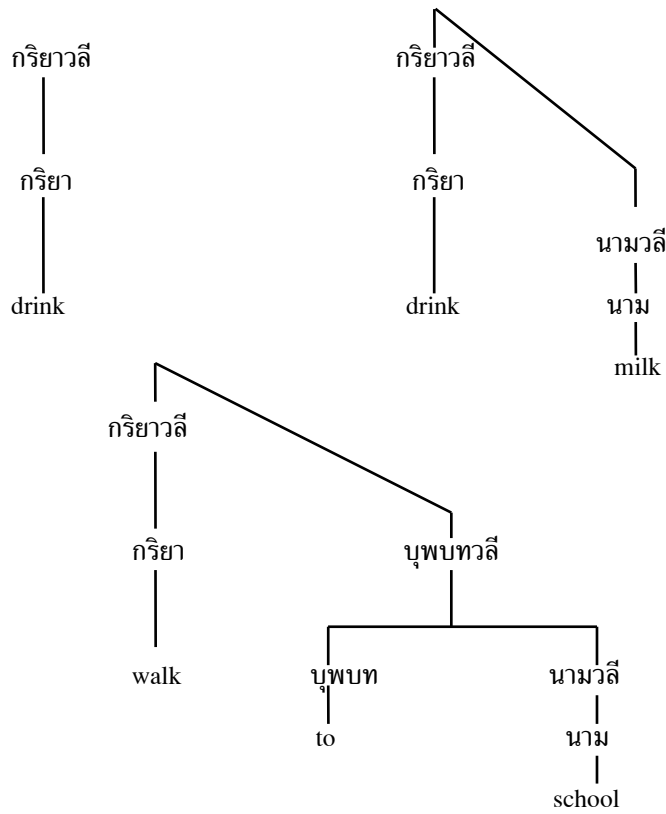 กริยาวลี กริยาวลี
กริยา กริยา
นามวลี
drink drink นาม
milk
กริยาวลี
กริยา บุพบทวลี
walk บุพบท นามวลี
to นาม
school